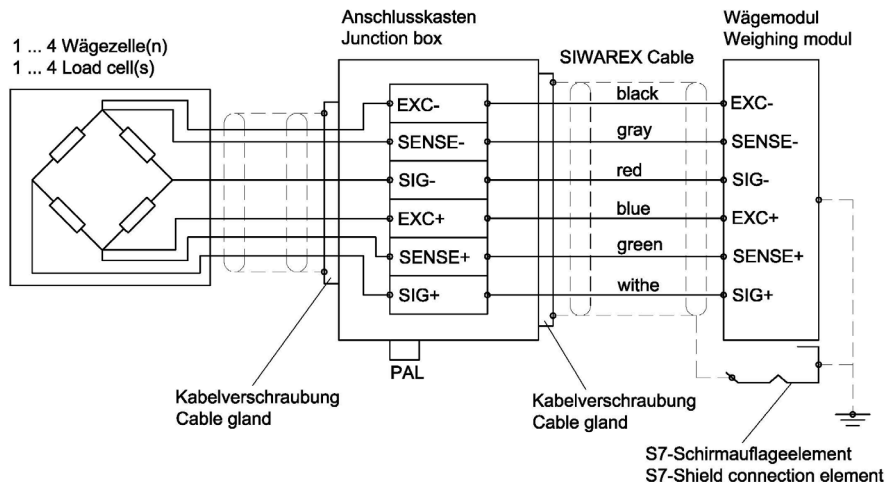 1 ... 4 Wägezelle(n)
1 ... 4 Load cell(s)
Anschlusskasten
Junction box
SIWAREX Cable
Wägemodul
Weighing modul
EXC-
black
EXC-
SENSE-
gray
SENSE-
SIG-
red
SIG-
EXC+
blue
EXC+
SENSE+
green
SENSE+
SIG+
withe
SIG+
PAL
Kabelverschraubung
Cable gland
Kabelverschraubung
Cable gland
S7-Schirmauflageelement
S7-Shield connection element